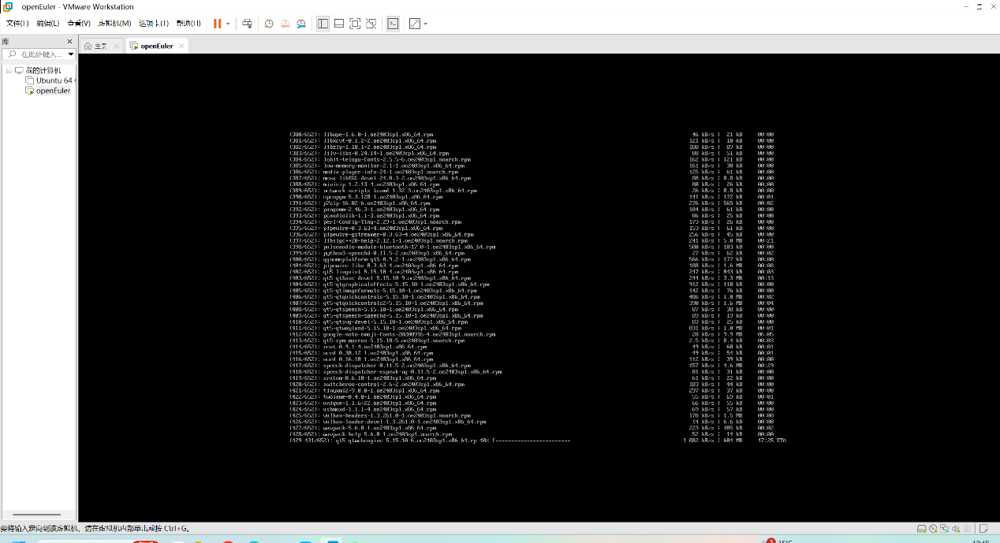 openEuler - VMware Workstation
文件(F) 编辑(E) 查看(V) 虚拟机(M) 选项卡(T) 帮助(H)
库
在此处键入...
主页 openEuler
我的计算机
Ubuntu 64
openEuler
(380/652): libwpe-1.6.0-1.oe2403sp1.x86_64.rpm 46 kB/s | 21 kB 00:00
(381/652): libxcvt-0.1.2-2.oe2403sp1.x86_64.rpm 121 kB/s | 10 kB 00:00
(382/652): libzip-1.10.1-2.oe2403sp1.x86_64.rpm 100 kB/s | 89 kB 00:00
(383/652): lilv-libs-0.24.14-1.oe2403sp1.x86_64.rpm 80 kB/s | 51 kB 00:00
(384/652): lohit-telugu-fonts-2.5.5-6.oe2403sp1.noarch.rpm 162 kB/s | 121 kB 00:00
(385/652): low-memory-monitor-2.1-1.oe2403sp1.x86_64.rpm 161 kB/s | 30 kB 00:00
(386/652): media-player-info-24-1.oe2403sp1.noarch.rpm 125 kB/s | 61 kB 00:00
(387/652): mesa-libEGL-devel-24.0.3-2.oe2403sp1.x86_64.rpm 88 kB/s | 8.8 kB 00:00
(388/652): minizip-1.2.13-4.oe2403sp1.x86_64.rpm 80 kB/s | 26 kB 00:00
(389/652): network-scripts-teamd-1.32-3.oe2403sp1.x86_64.rpm 26 kB/s | 8.8 kB 00:00
(390/652): openpgm-5.3.128-1.oe2403sp1.x86_64.rpm 141 kB/s | 172 kB 00:01
(391/652): p7zip-16.02-6.oe2403sp1.x86_64.rpm 276 kB/s | 565 kB 00:02
(392/652): pangomm-2.46.3-1.oe2403sp1.x86_64.rpm 104 kB/s | 61 kB 00:00
(393/652): pcaudiolib-1.1-3.oe2403sp1.x86_64.rpm 86 kB/s | 25 kB 00:00
(394/652): perl-Config-Tiny-2.29-1.oe2403sp1.noarch.rpm 173 kB/s | 26 kB 00:00
(395/652): pipewire-0.3.63-4.oe2403sp1.x86_64.rpm 153 kB/s | 61 kB 00:00
(396/652): pipewire-gstreamer-0.3.63-4.oe2403sp1.x86_64.rpm 256 kB/s | 45 kB 00:00
(397/652): libsigc++20-help-2.12.1-1.oe2403sp1.noarch.rpm 241 kB/s | 5.0 MB 00:21
(398/652): pulseaudio-module-bluetooth-17.0-1.oe2403sp1.x86_64.rpm 580 kB/s | 103 kB 00:00
(399/652): python3-speechd-0.11.5-2.oe2403sp1.x86_64.rpm 27 kB/s | 62 kB 00:02
(400/652): qgnomeplatform-qt5-0.9.2-1.oe2403sp1.x86_64.rpm 566 kB/s | 177 kB 00:00
(401/652): pipewire-libs-0.3.63-4.oe2403sp1.x86_64.rpm 188 kB/s | 1.6 MB 00:08
(402/652): qt5-linguist-5.15.10-4.oe2403sp1.x86_64.rpm 247 kB/s | 843 kB 00:03
(403/652): qt5-qtbase-devel-5.15.10-9.oe2403sp1.x86_64.rpm 244 kB/s | 3.3 MB 00:13
(404/652): qt5-qtgraphicaleffects-5.15.10-1.oe2403sp1.x86_64.rpm 912 kB/s | 110 kB 00:00
(405/652): qt5-qtimageformats-5.15.10-1.oe2403sp1.x86_64.rpm 142 kB/s | 76 kB 00:00
(406/652): qt5-qtquickcontrols-5.15.10-1.oe2403sp1.x86_64.rpm 486 kB/s | 1.0 MB 00:02
(407/652): qt5-qtquickcontrols2-5.15.10-1.oe2403sp1.x86_64.rpm 390 kB/s | 1.6 MB 00:04
(408/652): qt5-qtspeech-5.15.10-1.oe2403sp1.x86_64.rpm 87 kB/s | 38 kB 00:00
(409/652): qt5-qtspeech-speechd-5.15.10-1.oe2403sp1.x86_64.rpm 89 kB/s | 19 kB 00:00
(410/652): qt5-qtsvg-devel-5.15.10-1.oe2403sp1.x86_64.rpm 83 kB/s | 25 kB 00:00
(411/652): qt5-qtwayland-5.15.10-1.oe2403sp1.x86_64.rpm 831 kB/s | 1.0 MB 00:01
(412/652): google-noto-emoji-fonts-20200916-4.oe2403sp1.noarch.rpm 28 kB/s | 9.9 MB 06:05
(413/652): qt5-rpm-macros-5.15.10-5.oe2403sp1.noarch.rpm 2.5 kB/s | 8.4 kB 00:03
(414/652): rest-0.9.1-4.oe2403sp1.x86_64.rpm 49 kB/s | 60 kB 00:01
(415/652): sord-0.16.10-1.oe2403sp1.x86_64.rpm 49 kB/s | 54 kB 00:01
112 kB/s | 39 kB 00:00
(417/652): speech-dispatcher-0.11.5-2.oe2403sp1.x86_64.rpm 157 kB/s | 4.6 MB 00:29
(418/652): speech-dispatcher-espeak-ng-0.11.5-2.oe2403sp1.x86_64.rpm 81 kB/s | 31 kB 00:00
(419/652): sratom-0.6.10-1.oe2403sp1.x86_64.rpm 61 kB/s | 22 kB 00:00
(420/652): switcheroo-control-2.6-2.oe2403sp1.x86_64.rpm 103 kB/s | 44 kB 00:00
(421/652): tinyxml2-9.0.0-1.oe2403sp1.x86_64.rpm 297 kB/s | 37 kB 00:00
(422/652): twolame-0.4.0-1.oe2403sp1.x86_64.rpm 55 kB/s | 69 kB 00:01
(423/652): unique-1.1.6-22.oe2403sp1.x86_64.rpm 66 kB/s | 55 kB 00:00
(424/652): usbmuxd-1.1.1-4.oe2403sp1.x86_64.rpm 69 kB/s | 57 kB 00:00
(425/652): vulkan-headers-1.3.261.0-1.oe2403sp1.noarch.rpm 178 kB/s | 1.5 MB 00:08
(426/652): vulkan-loader-devel-1.3.261.0-1.oe2403sp1.x86_64.rpm 14 kB/s | 6.6 kB 00:00
(427/652): wavpack-5.6.0-1.oe2403sp1.x86_64.rpm 223 kB/s | 485 kB 00:02
(428/652): wavpack-help-5.6.0-1.oe2403sp1.noarch.rpm 52 kB/s | 14 kB 00:00
(429-431/652): qt5-qtwebengine-5.15.10-6.oe2403sp1.x86_64.rp 40% [------------------------ ] 882 kB/s | 604 MB 17:25 ETA
要将输入定向到该虚拟机，请在虚拟机内部单击或按 Ctrl+G。
3 15°C